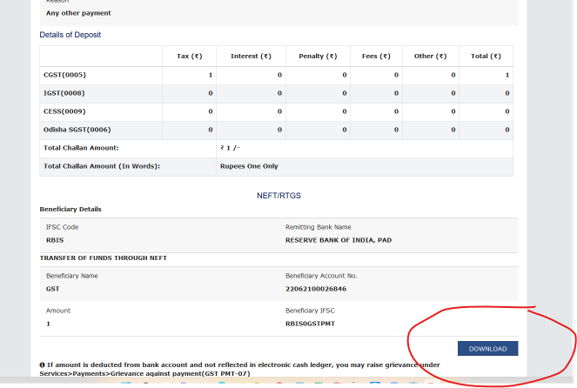 Reason
Any other payment
Details of Deposit
Tax (₹) Interest (₹) Penalty (₹) Fees (₹) Other (₹) Total (₹)
CGST(0005) 1 0 0 0 0 1
IGST(0008) 0 0 0 0 0 0
CESS(0009) 0 0 0 0 0 0
Odisha SGST(0006) 0 0 0 0 0 0
Total Challan Amount: ₹ 1 /-
Total Challan Amount (In Words): Rupees One Only
NEFT/RTGS
Beneficiary Details
IFSC Code Remitting Bank Name
RBIS RESERVE BANK OF INDIA, PAD
TRANSFER OF FUNDS THROUGH NEFT
Beneficiary Name Beneficiary Account No.
GST 22062100026846
Amount Beneficiary IFSC
1 RBIS0GSTPMT
DOWNLOAD
If amount is deducted from bank account and not reflected in electronic cash ledger, you may raise grievance under
Services>Payments>Grievance against payment(GST PMT-07)